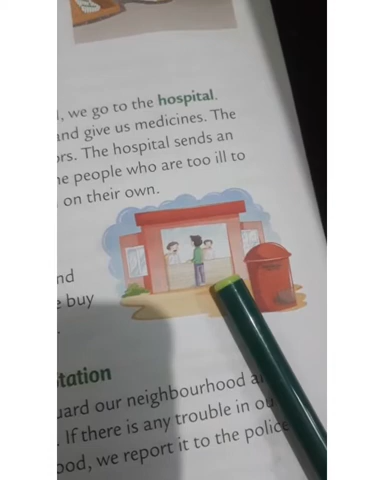 , we go to the hospital.
and give us medicines. The
ors. The hospital sends an
he people who are too ill to
on their own.
nd
e buy
tation
uard our neighbourhood a
. If there is any trouble in ou
ood, we report it to the police